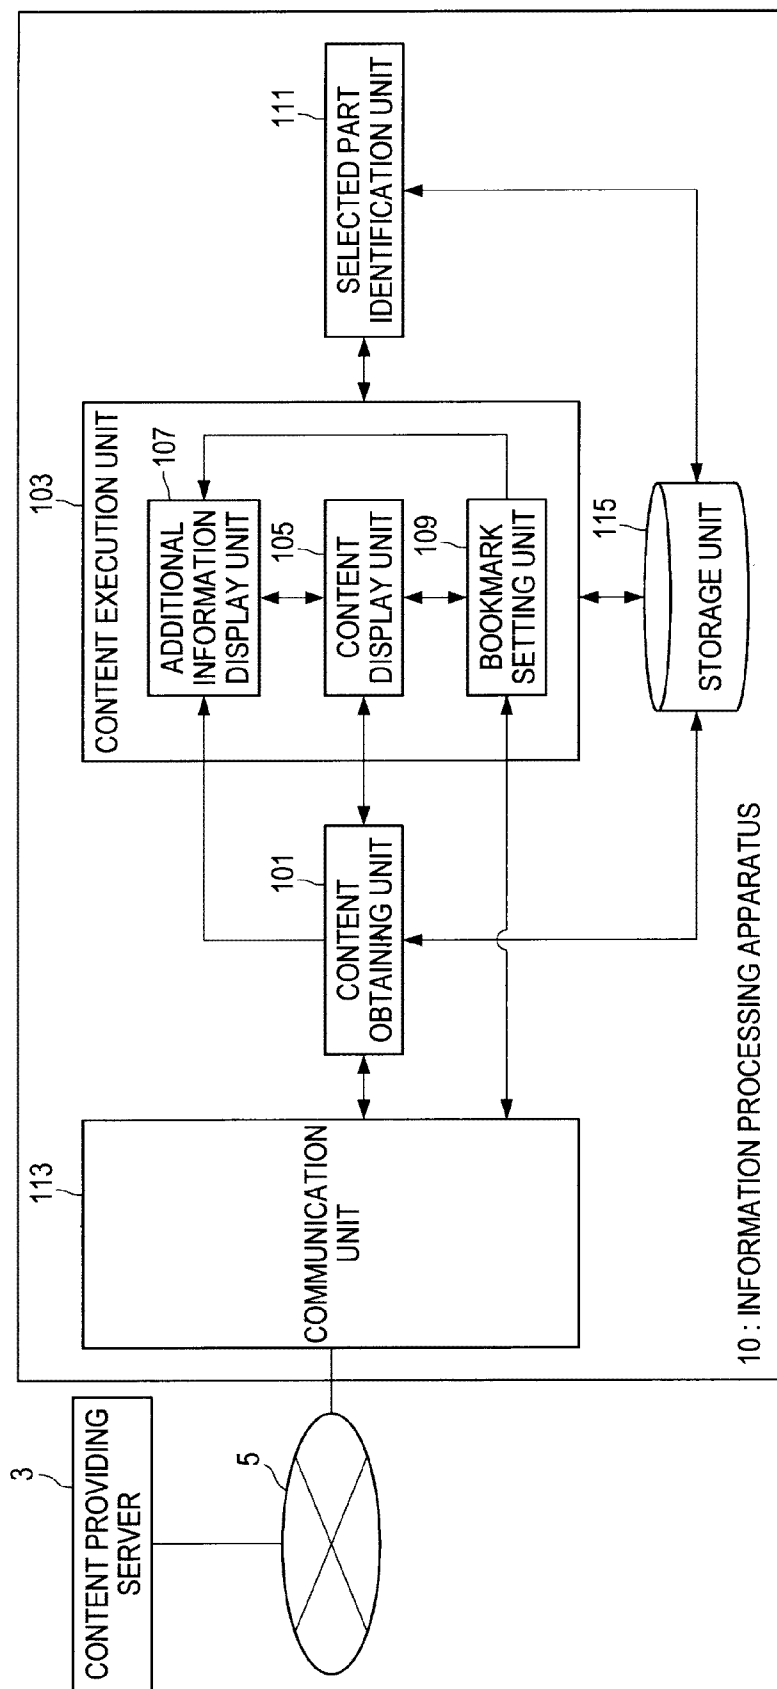 3
CONTENT PROVIDING
SERVER
5
113
COMMUNICATION
UNIT
101
CONTENT
OBTAINING UNIT
103
CONTENT EXECUTION UNIT
107
ADDITIONAL
INFORMATION
DISPLAY UNIT
105
CONTENT
DISPLAY UNIT
109
BOOKMARK
SETTING UNIT
111
SELECTED PART
IDENTIFICATION UNIT
115
STORAGE UNIT
10 : INFORMATION PROCESSING APPARATUS